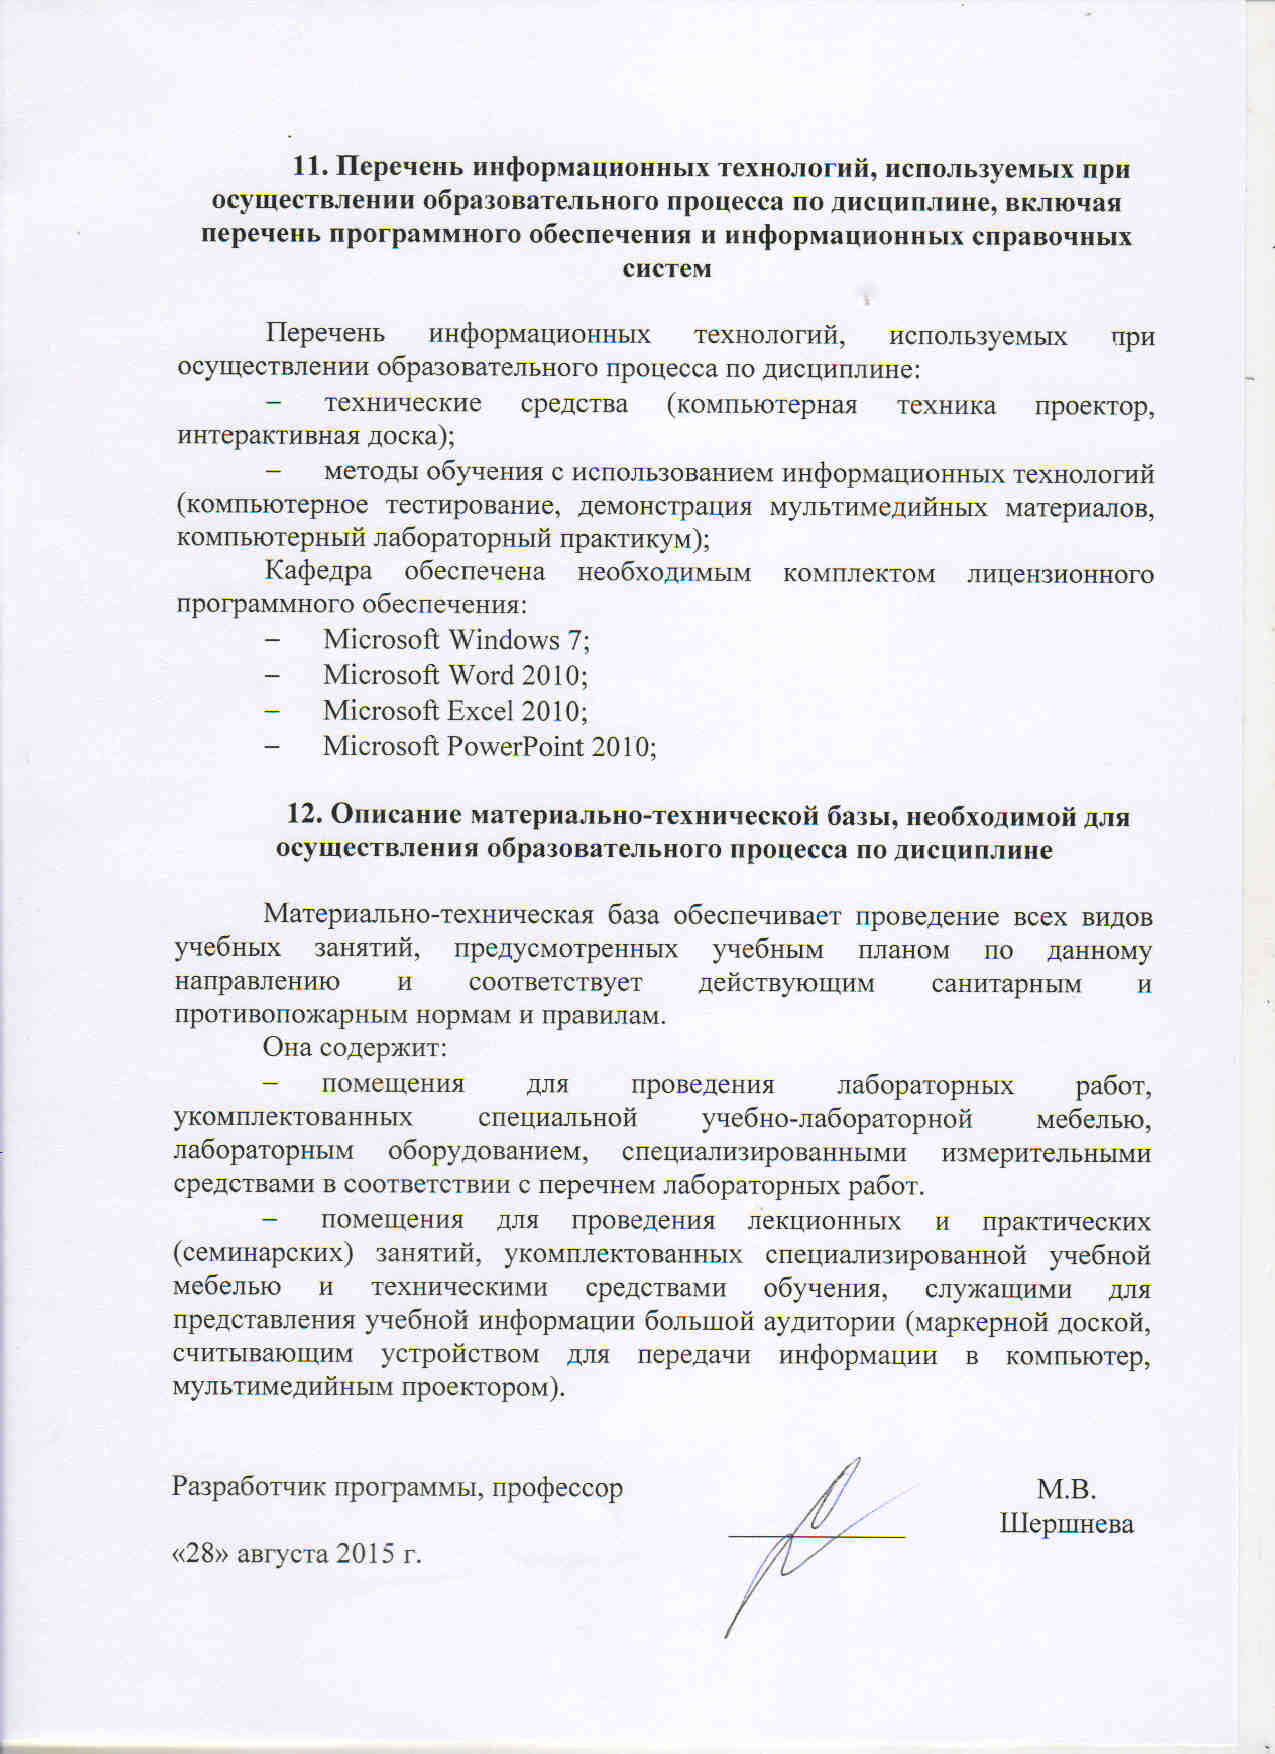 11. Перечень информационных технологий, используемых при
осуществлении образовательного процесса по дисциплине, включая
перечень программного обеспечения и информационных справочных
систем
Перечень информационных технологий, используемых при
осуществлении образовательного процесса по дисциплине:
– технические средства (компьютерная техника проектор,
интерактивная доска);
– методы обучения с использованием информационных технологий
(компьютерное тестирование, демонстрация мультимедийных материалов,
компьютерный лабораторный практикум);
Кафедра обеспечена необходимым комплектом лицензионного
программного обеспечения:
– Microsoft Windows 7;
– Microsoft Word 2010;
– Microsoft Excel 2010;
– Microsoft PowerPoint 2010;
12. Описание материально-технической базы, необходимой для
осуществления образовательного процесса по дисциплине
Материально-техническая база обеспечивает проведение всех видов
учебных занятий, предусмотренных учебным планом по данному
направлению и соответствует действующим санитарным и
противопожарным нормам и правилам.
Она содержит:
– помещения для проведения лабораторных работ,
укомплектованных специальной учебно-лабораторной мебелью,
лабораторным оборудованием, специализированными измерительными
средствами в соответствии с перечнем лабораторных работ.
– помещения для проведения лекционных и практических
(семинарских) занятий, укомплектованных специализированной учебной
мебелью и техническими средствами обучения, служащими для
представления учебной информации большой аудитории (маркерной доской,
считывающим устройством для передачи информации в компьютер,
мультимедийным проектором).
Разработчик программы, профессор
М.В.
Шершнева
«28» августа 2015 г.